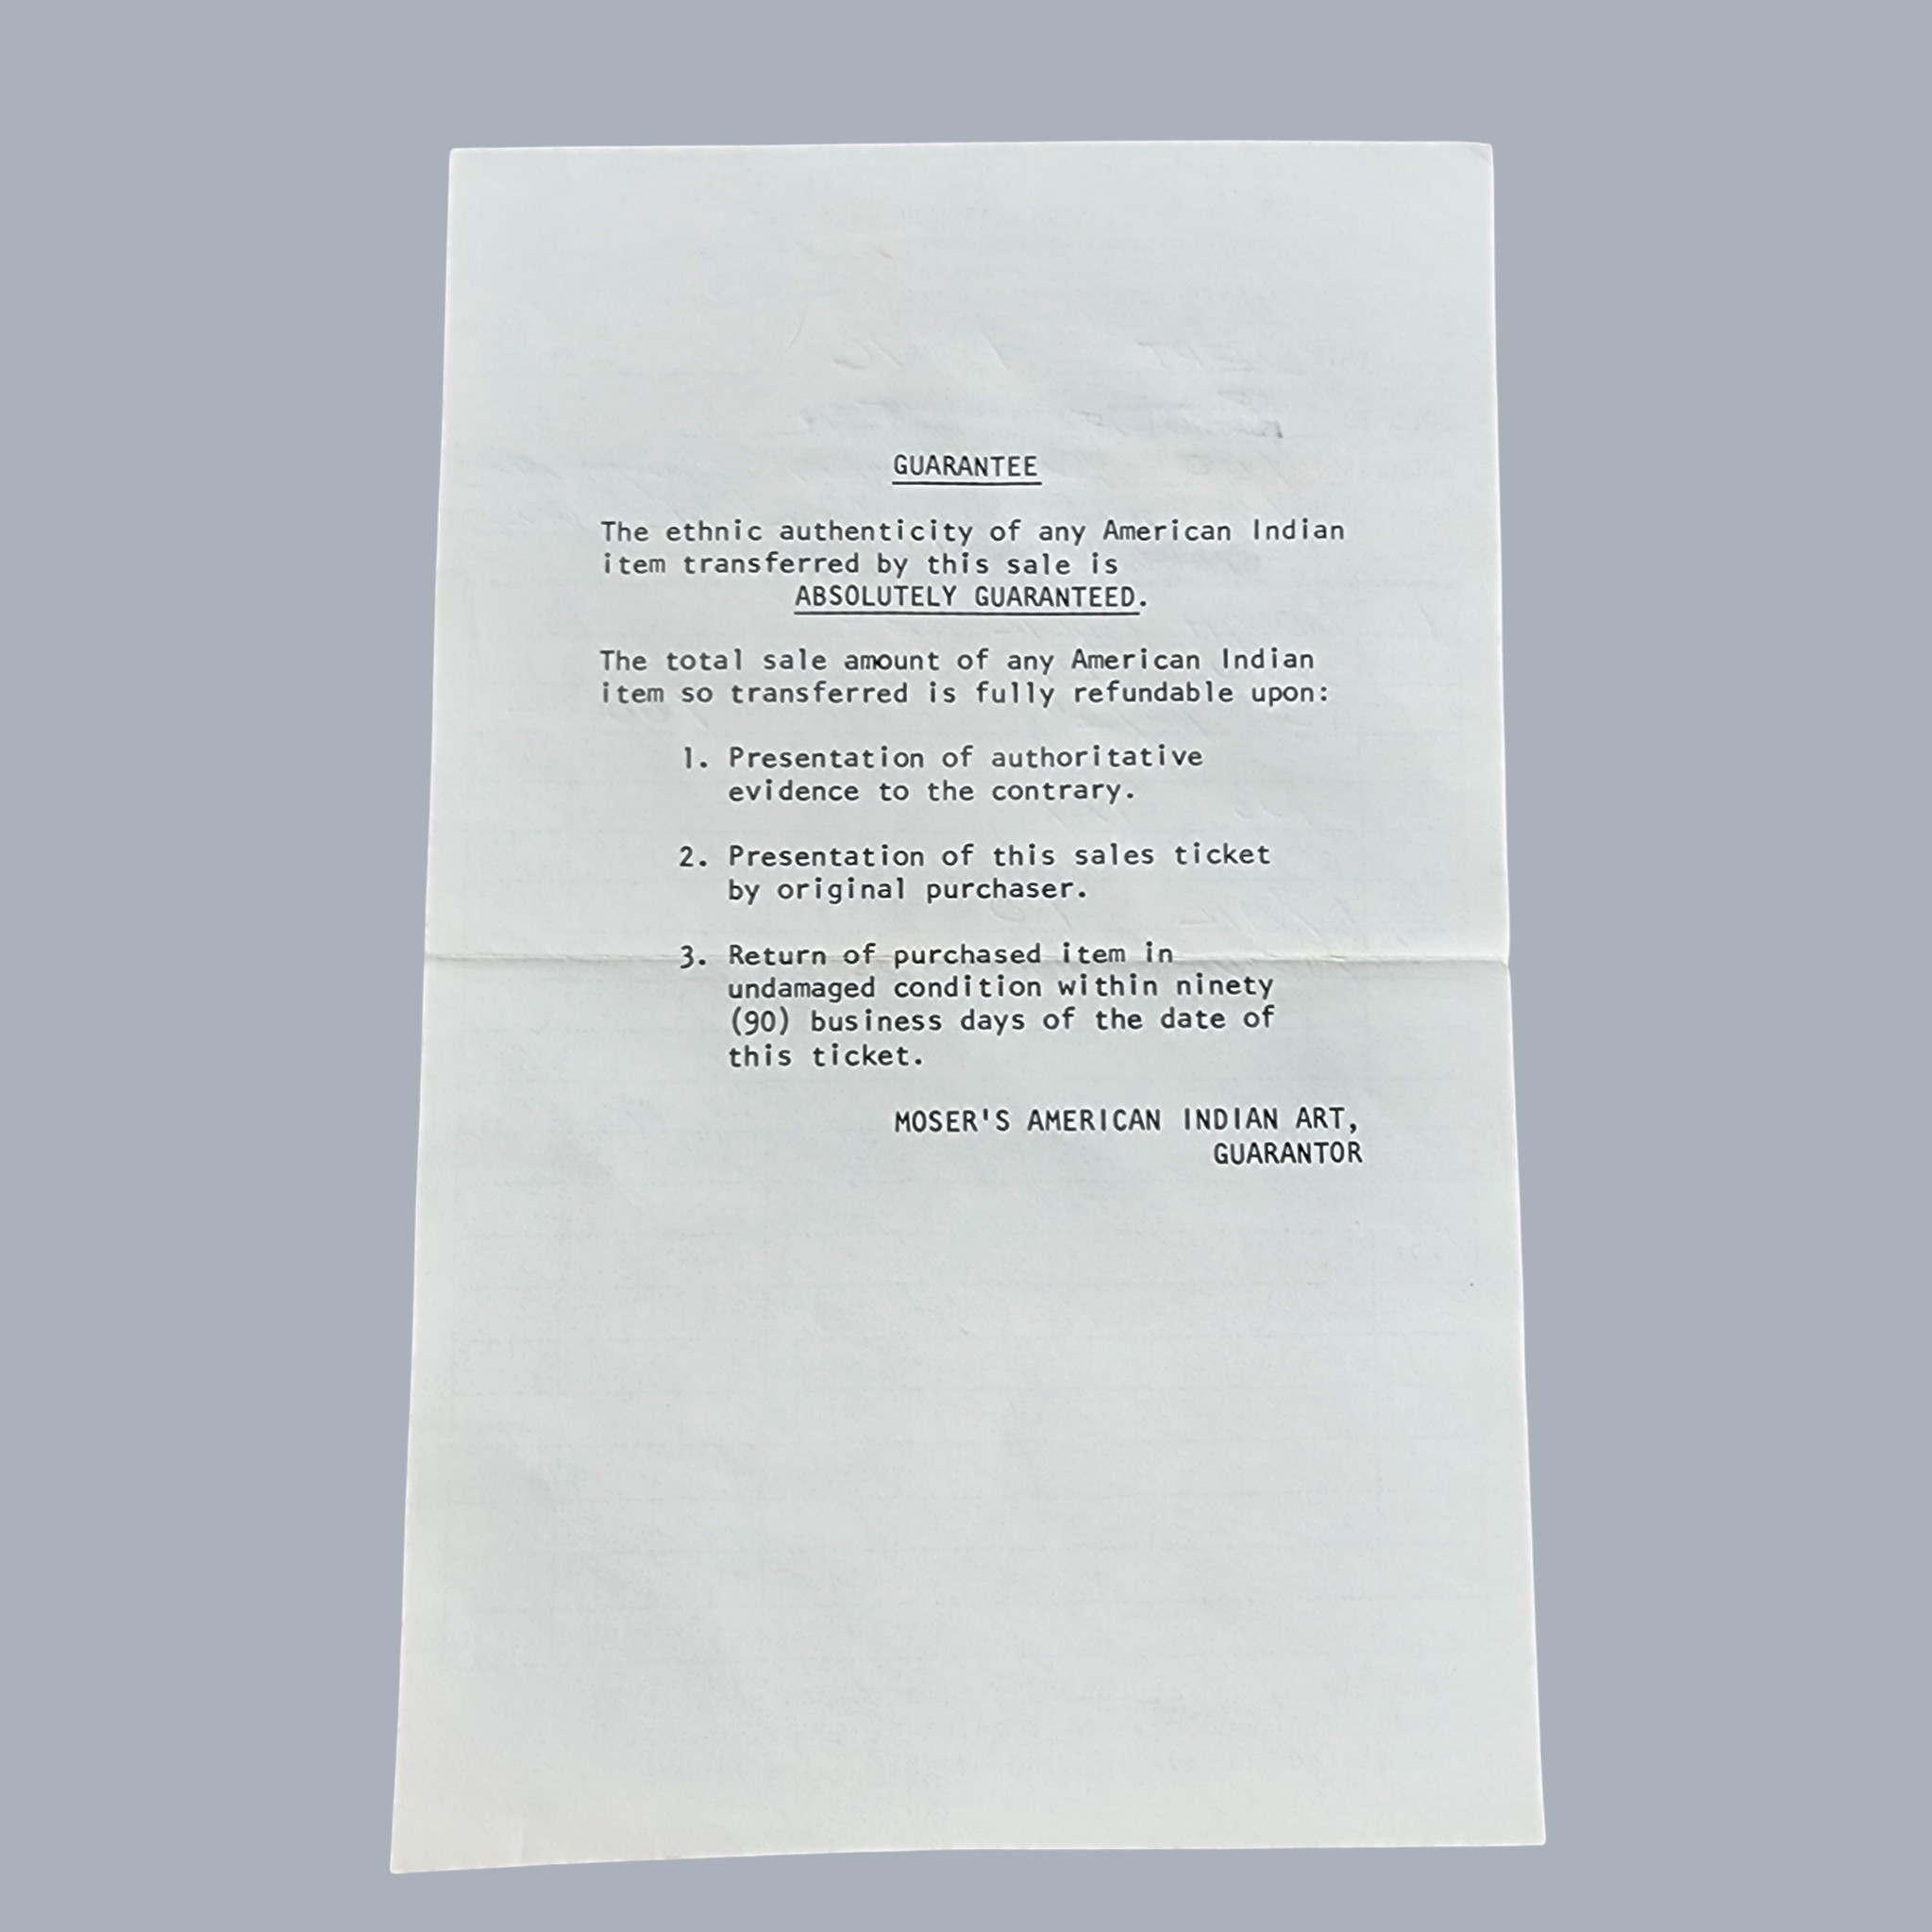 GUARANTEE
The ethnic authenticity of any American Indian
item transferred by this sale is
ABSOLUTELY GUARANTEED.
The total sale amount of any American Indian
item so transferred is fully refundable upon:
1. Presentation of authoritative
evidence to the contrary.
2. Presentation of this sales ticket
by original purchaser.
3. Return of purchased item in
undamaged condition within ninety
(90) business days of the date of
this ticket.
MOSER'S AMERICAN INDIAN ART,
GUARANTOR